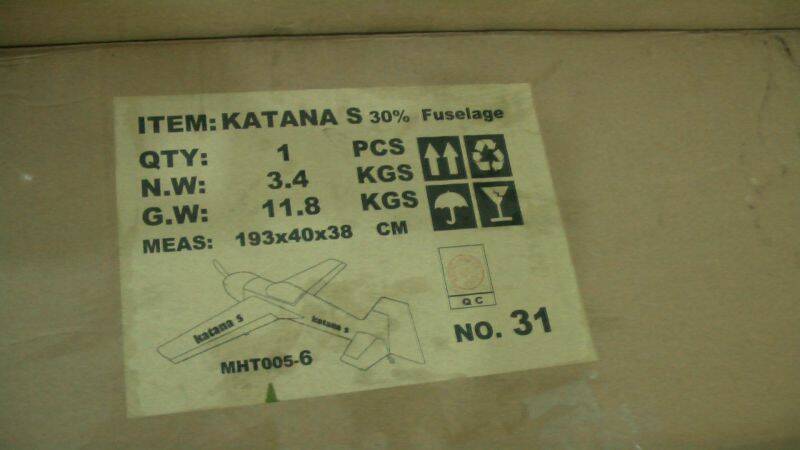 ITEM: KATANA S 30% Fuselage
QTY: 1 PCS
N.W: 3.4 KGS
G.W: 11.8 KGS
MEAS: 193x40x38 CM
katana s
katana s
QC
MHT005-6
NO. 31